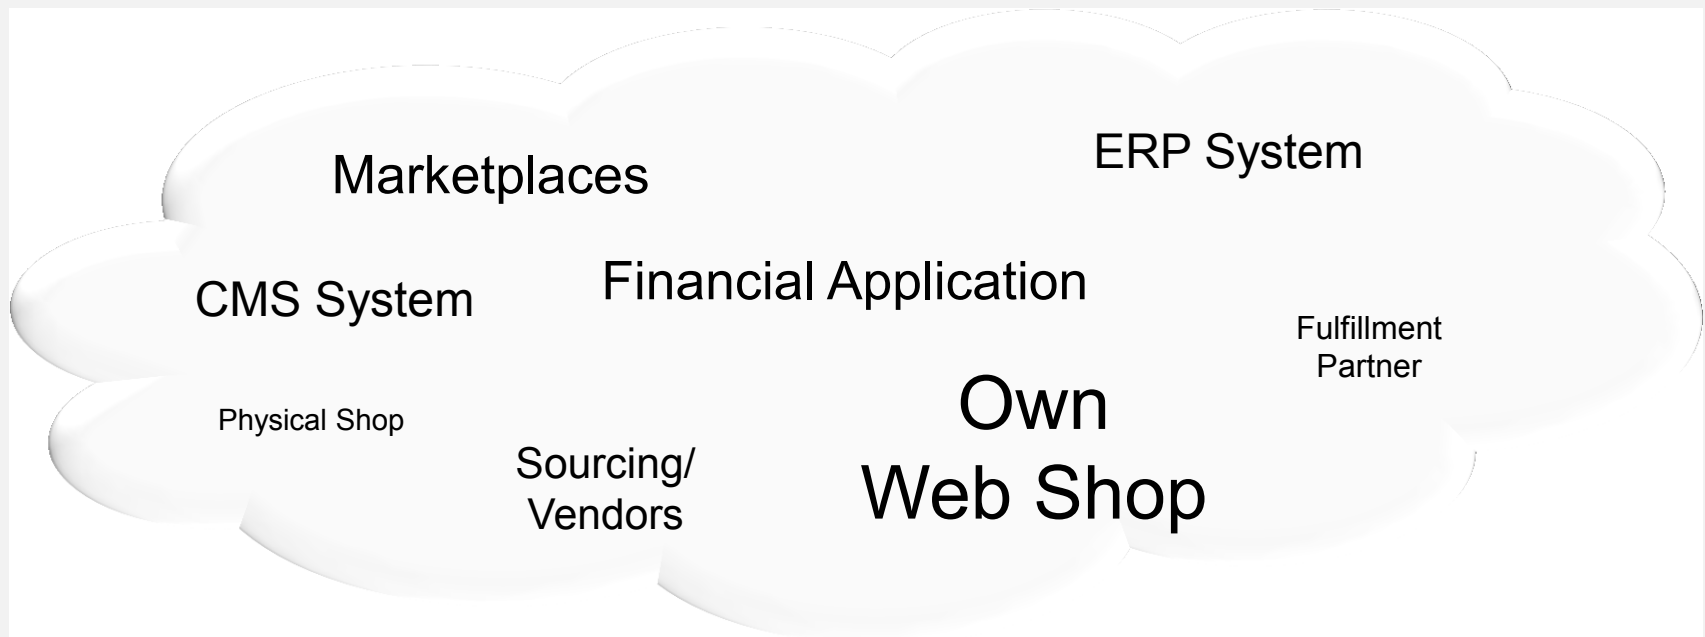 Marketplaces
ERP System
CMS System
Financial Application
Fulfillment
Partner
Physical Shop
Sourcing/
Vendors
Own
Web Shop